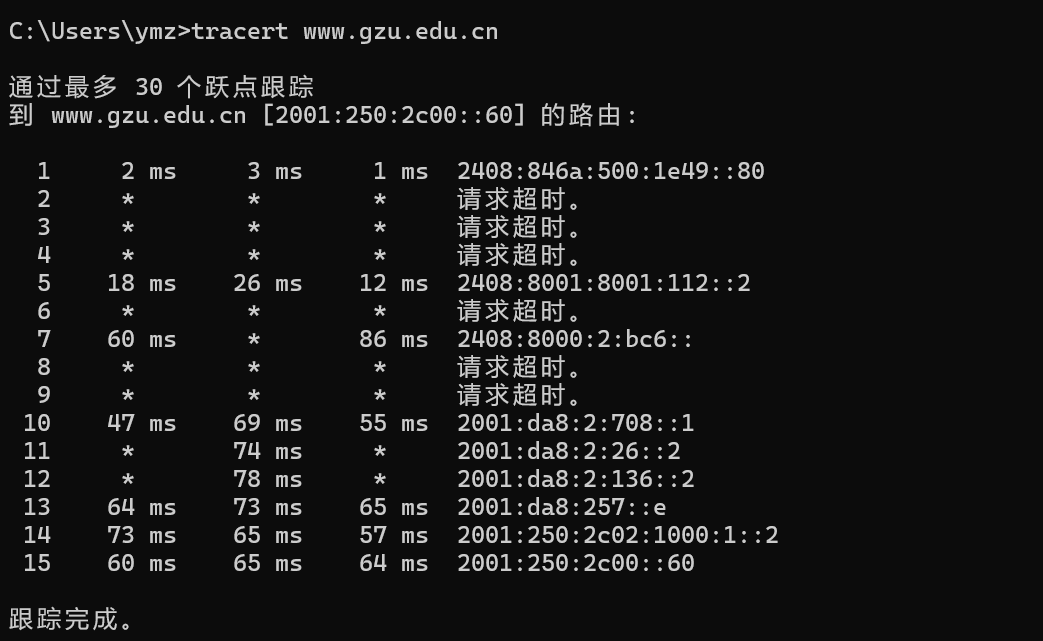 C:\Users\ymz>tracert www.gzu.edu.cn
通过最多 30 个跃点跟踪
到 www.gzu.edu.cn [2001:250:2c00::60] 的路由:
1 2 ms 3 ms 1 ms 2408:846a:500:1e49::80
2 * * * 请求超时。
3 * * * 请求超时。
4 * * * 请求超时。
5 18 ms 26 ms 12 ms 2408:8001:8001:112::2
6 * * * 请求超时。
7 60 ms * 86 ms 2408:8000:2:bc6::
8 * * * 请求超时。
9 * * * 请求超时。
10 47 ms 69 ms 55 ms 2001:da8:2:708::1
11 * 74 ms * 2001:da8:2:26::2
12 * 78 ms * 2001:da8:2:136::2
13 64 ms 73 ms 65 ms 2001:da8:257::e
14 73 ms 65 ms 57 ms 2001:250:2c02:1000:1::2
15 60 ms 65 ms 64 ms 2001:250:2c00::60
跟踪完成。